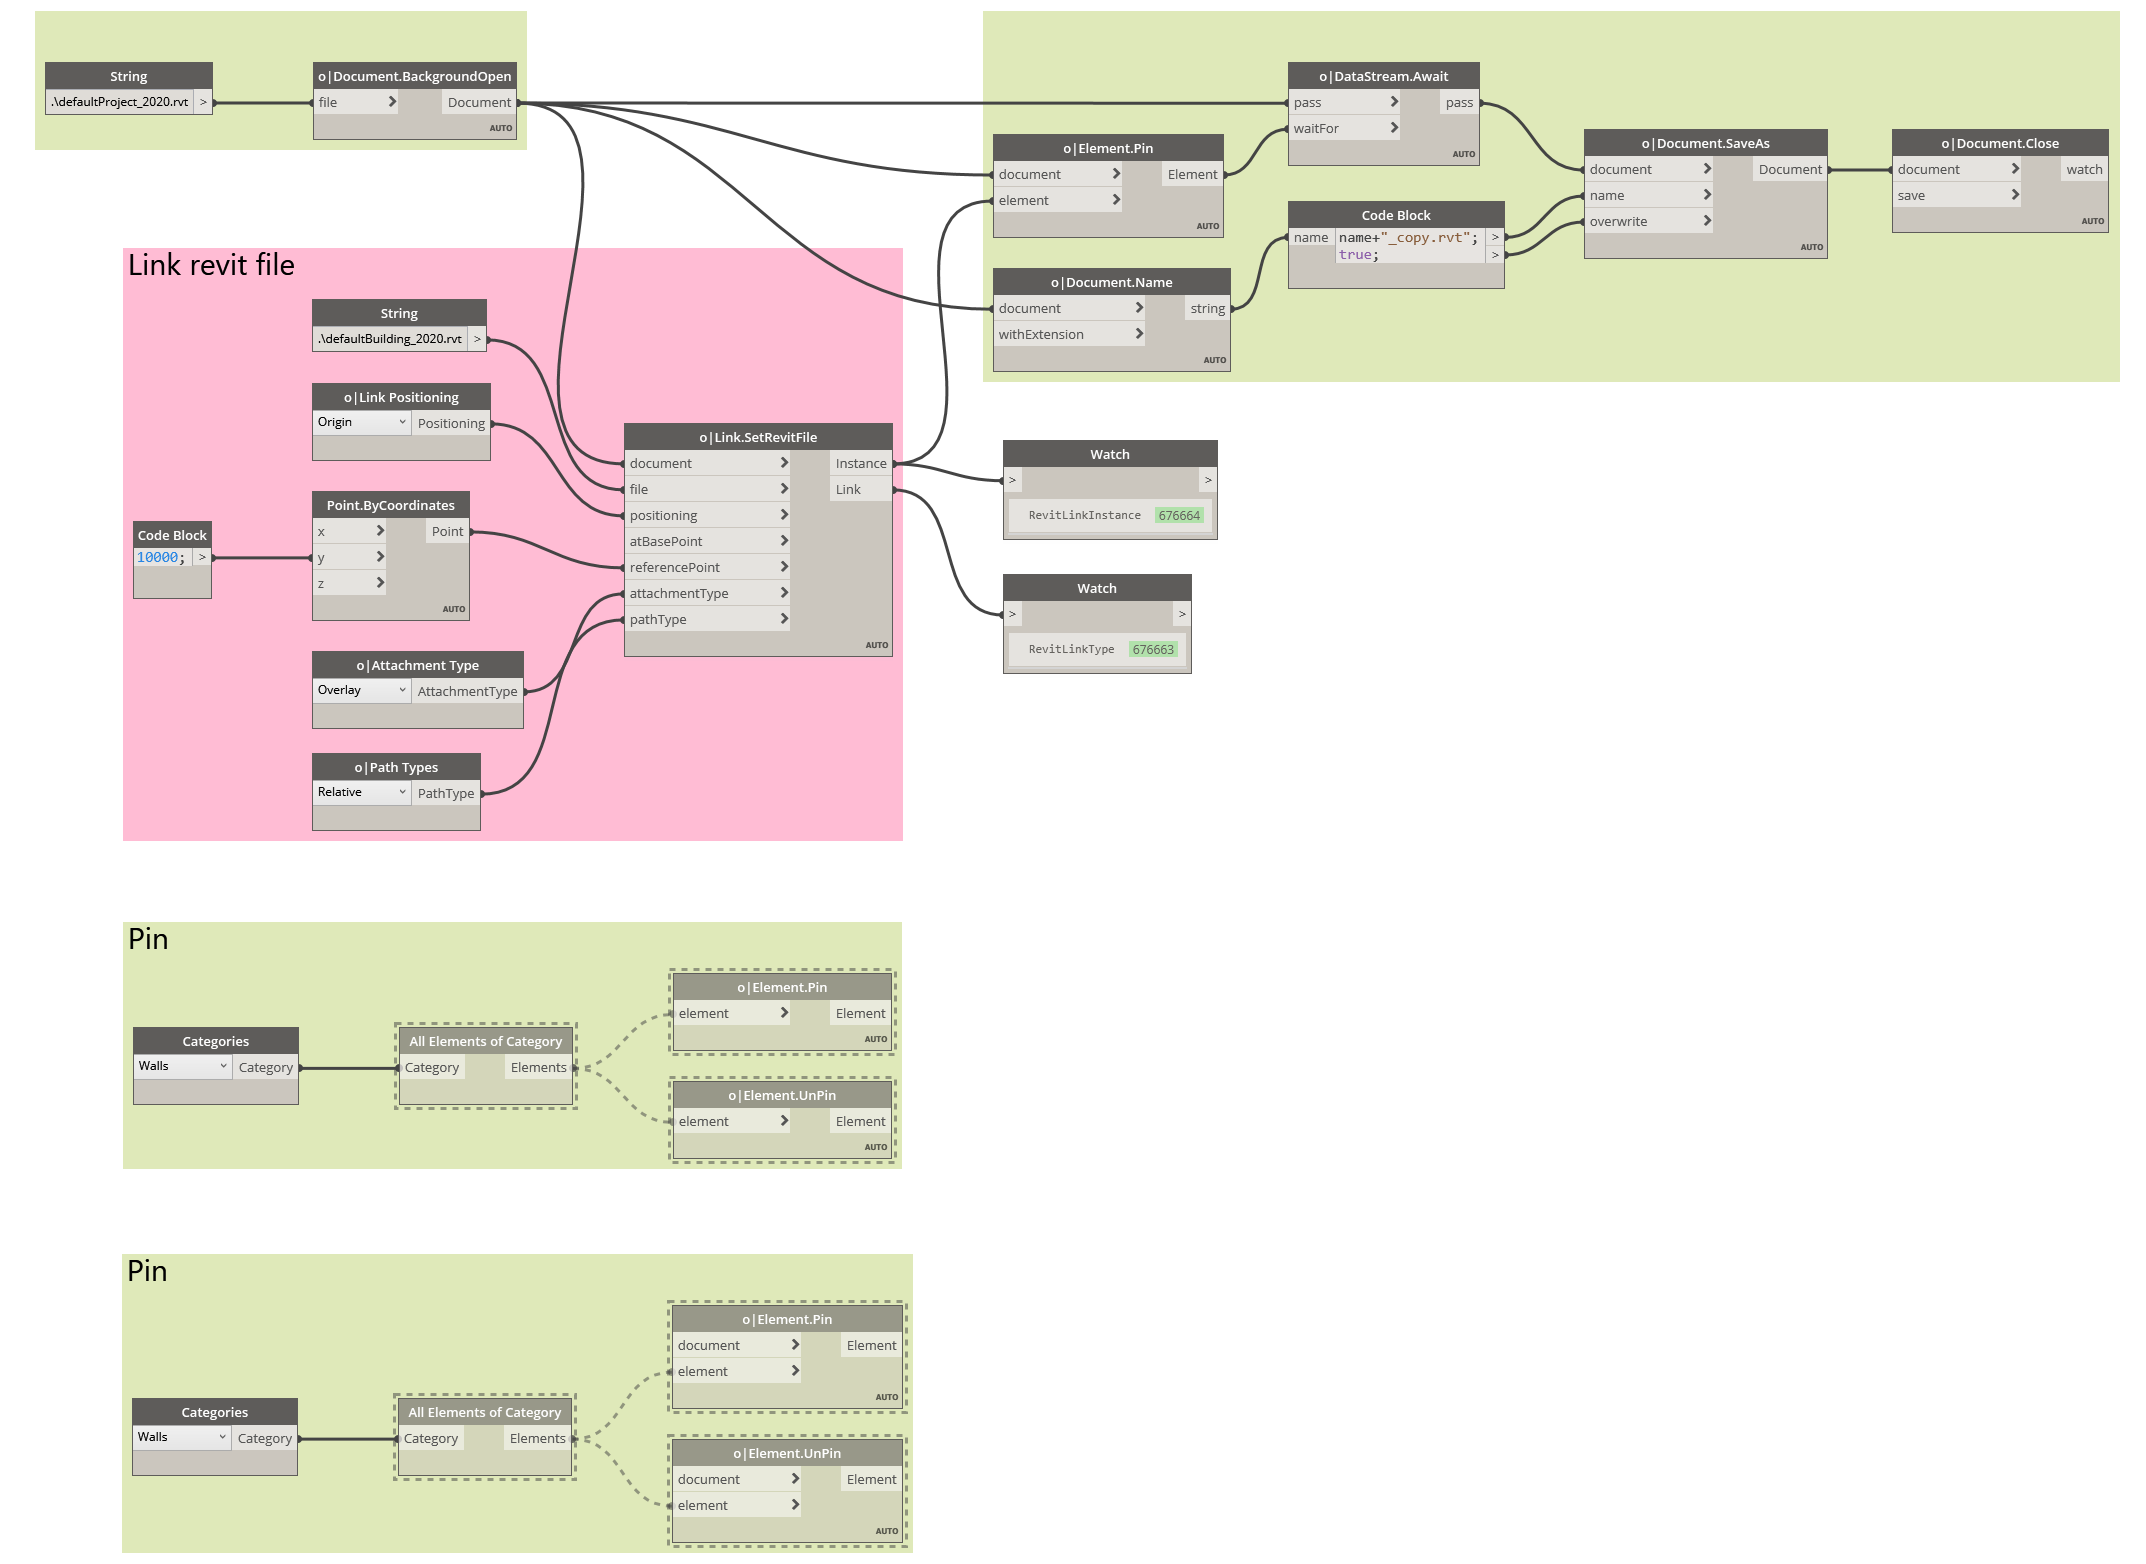 String
.\defaultProject_2020.rvt >
o|Document.BackgroundOpen
file Document
AUTO
o|DataStream.Await
pass pass
waitFor
AUTO
o|Element.Pin
document Element
element
AUTO
o|Document.SaveAs
document Document
name
overwrite
AUTO
o|Document.Close
document watch
save
AUTO
Code Block
name name+"_copy.rvt"; >
true; >
o|Document.Name
document string
withExtension
AUTO
Link revit file
String
.\defaultBuilding_2020.rvt >
o|Link Positioning
Origin Positioning
Code Block
10000; >
Point.ByCoordinates
x Point
y
z
AUTO
o|Attachment Type
Overlay AttachmentType
o|Path Types
Relative PathType
o|Link.SetRevitFile
document Instance
file Link
positioning
atBasePoint
referencePoint
attachmentType
pathType
AUTO
Watch
> >
RevitLinkInstance 676664
Watch
> >
RevitLinkType 676663
Pin
Categories
Walls Category
All Elements of Category
Category Elements
o|Element.Pin
element Element
AUTO
o|Element.UnPin
element Element
AUTO
Pin
Categories
Walls Category
All Elements of Category
Category Elements
o|Element.Pin
document Element
element
AUTO
o|Element.UnPin
document Element
element
AUTO